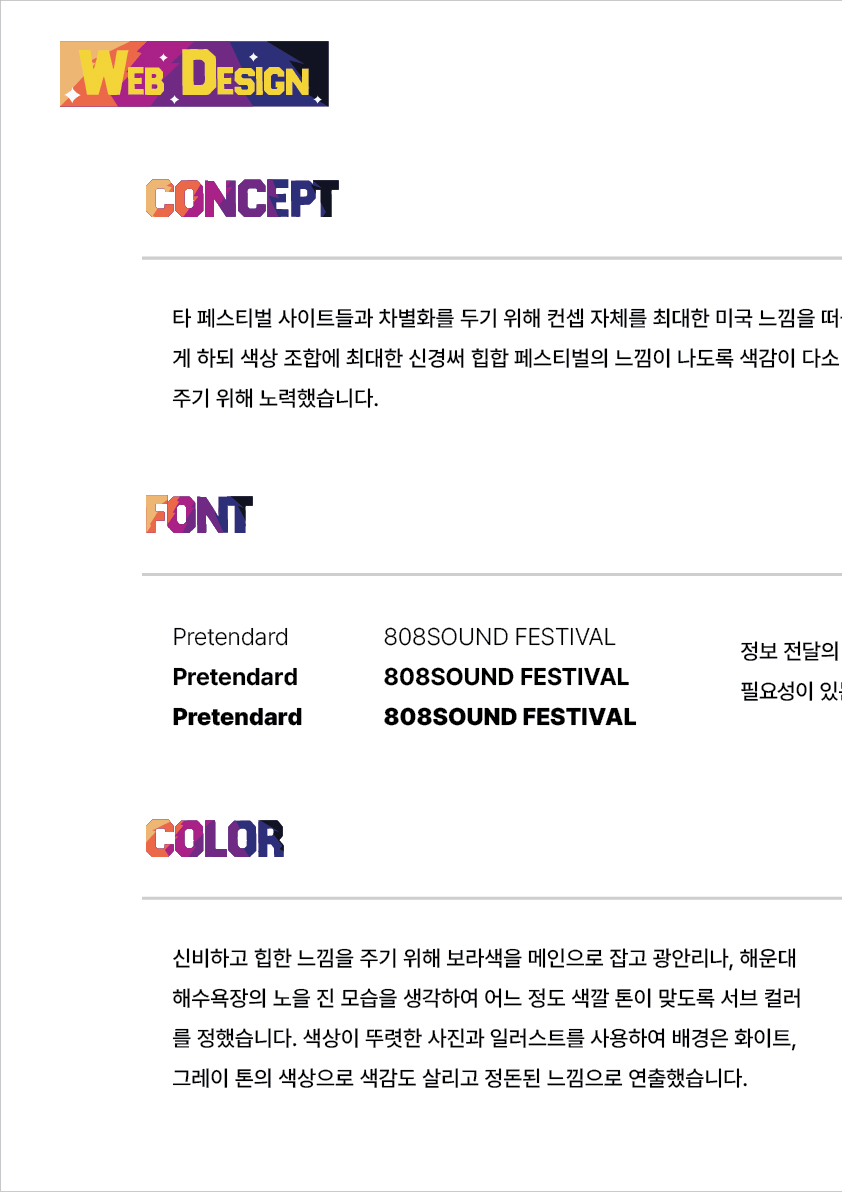 WEB DESIGN
CONCEPT
타 페스티벌 사이트들과 차별화를 두기 위해 컨셉 자체를 최대한 미국 느낌을
게 하되 색상 조합에 최대한 신경써 힙합 페스티벌의 느낌이 나도록 색감이 다소
주기 위해 노력했습니다.
FONT
Pretendard 808SOUND FESTIVAL
Pretendard 808SOUND FESTIVAL
Pretendard 808SOUND FESTIVAL
정보 전달의
필요성이
COLOR
신비하고 힙한 느낌을 주기 위해 보라색을 메인으로 잡고 광안리나, 해운대
해수욕장의 노을 진 모습을 생각하여 어느 정도 색깔 톤이 맞도록 서브 컬러
를 정했습니다. 색상이 뚜렷한 사진과 일러스트를 사용하여 배경은 화이트,
그레이 톤의 색상으로 색감도 살리고 정돈된 느낌으로 연출했습니다.